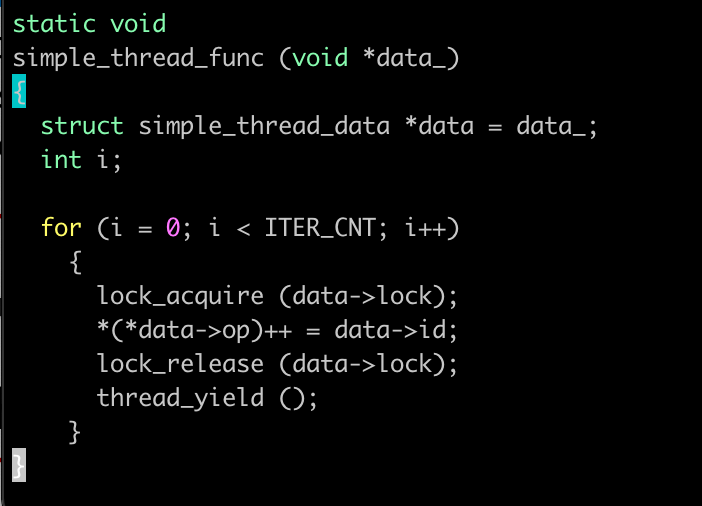 static void
simple_thread_func (void *data_)
{
  struct simple_thread_data *data = data_;
  int i;

  for (i = 0; i < ITER_CNT; i++)
    {
      lock_acquire (data->lock);
      *(*data->op)++ = data->id;
      lock_release (data->lock);
      thread_yield ();
    }
}